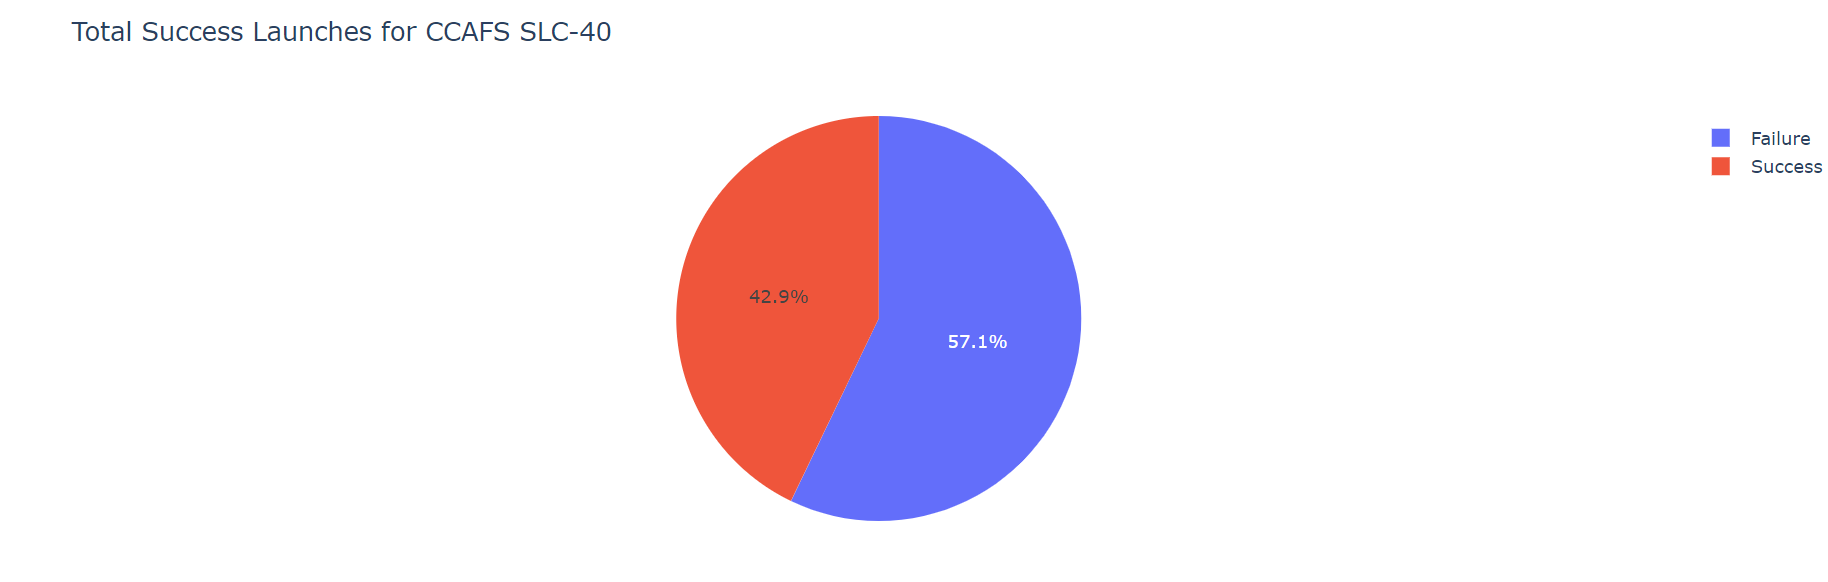 Total Success Launches for CCAFS SLC-40
Failure
Success
42.9%
57.1%